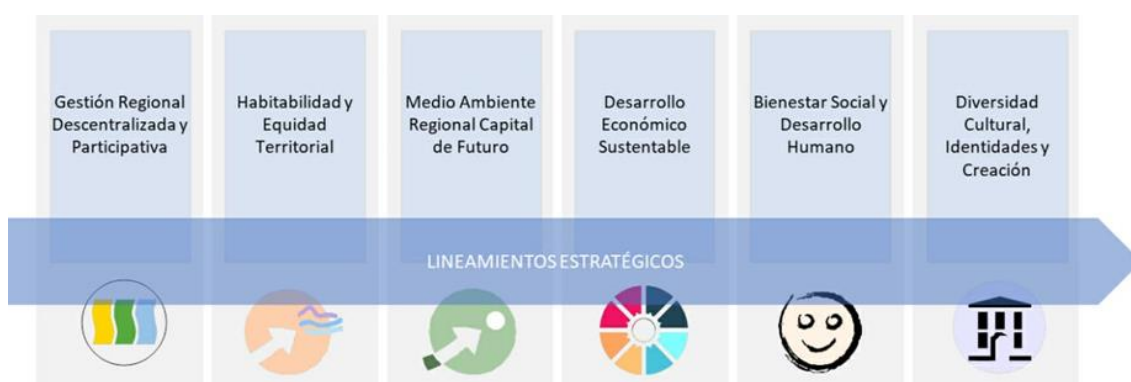 Gestión Regional
Descentralizada y
Participativa
Habitabilidad y
Equidad
Territorial
Medio Ambiente
Regional Capital
de Futuro
Desarrollo
Económico
Sustentable
Bienestar Social y
Desarrollo
Humano
Diversidad
Cultural,
Identidades y
Creación
LINEAMIENTOS ESTRATÉGICOS